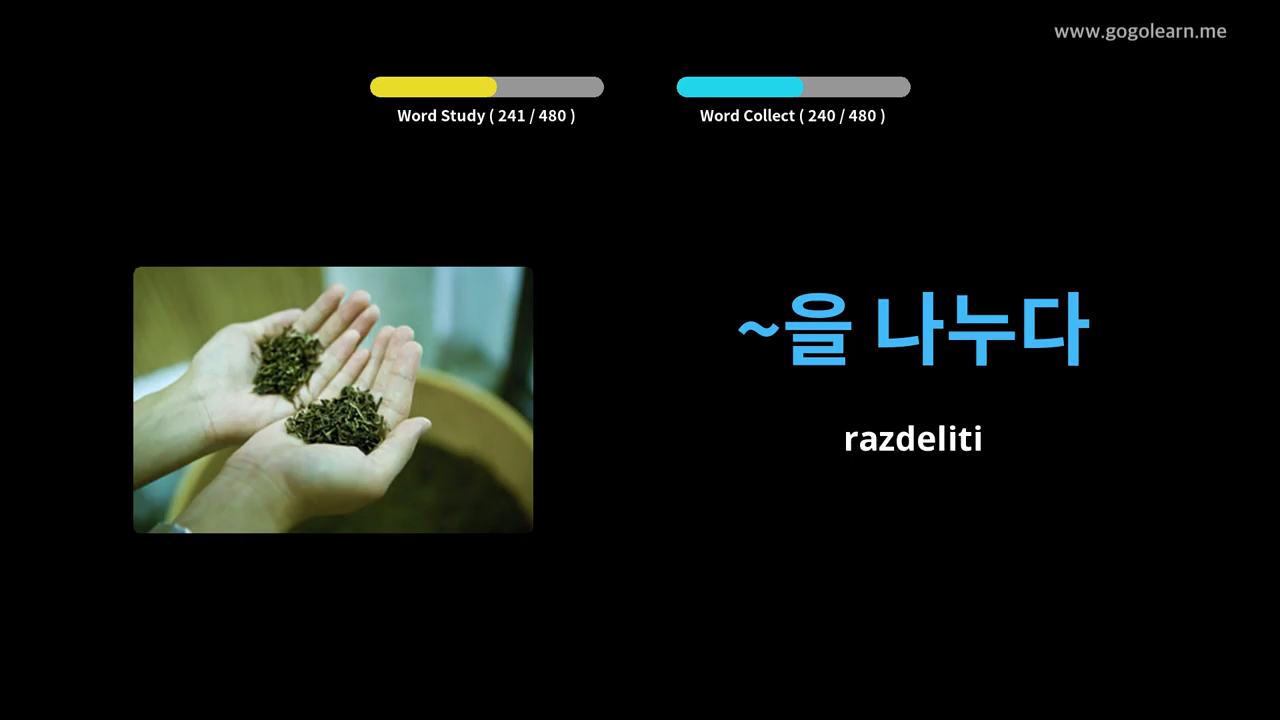 www.gogolearn.me
Word Study ( 241 / 480 )
Word Collect ( 240 / 480 )
~을 나누다
razdeliti